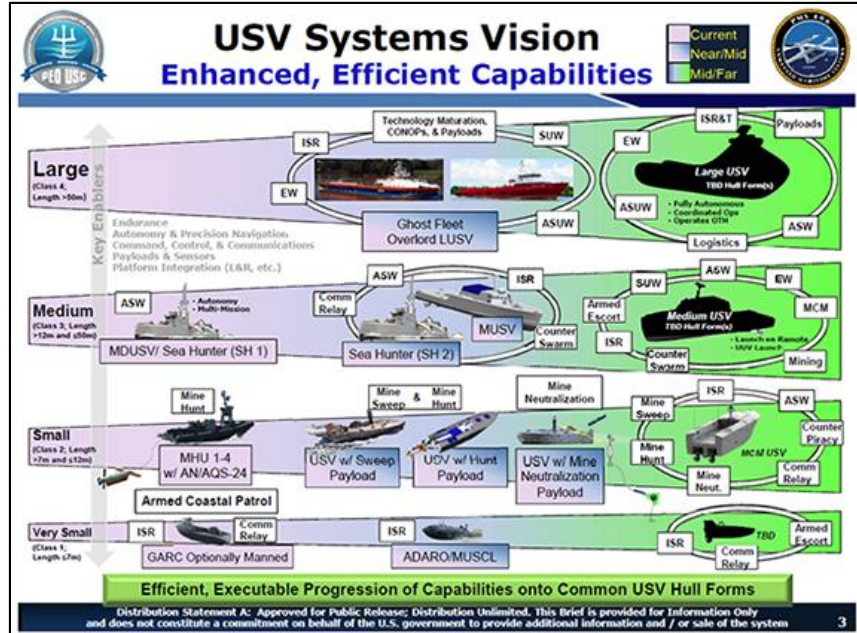 USV Systems Vision
Enhanced, Efficient Capabilities
PEO USC
Current
Near/Mid
Mid/Far
Key Enablers
Large
(Class 4;
Length >50m)
Technology Maturation,
CONOPs, & Payloads
ISR
SUW
EW
ASUW
Ghost Fleet
Overlord LUSV
ISR&T
Payloads
EW
Large USV
TBD Hull Form(s)
• Fully Autonomous
• Coordinated Ops
• Operates OTH
ASUW
ASW
Logistics
Endurance
Autonomy & Precision Navigation
Command, Control, & Communications
Payloads & Sensors
Platform Integration (L&R, etc.)
Medium
(Class 3; Length
>12m and ≤50m)
ASW
• Autonomy
• Multi-Mission
MDUSV/ Sea Hunter (SH 1)
ASW
ISR
Comm
Relay
MUSV
Sea Hunter (SH 2)
Counter
Swarm
SUW
ASW
EW
Armed
Escort
Medium USV
TBD Hull Form(s)
MCM
• Launch on Remote
• UUV Launch
ISR
Counter
Swarm
Mining
Small
(Class 2; Length
>7m and ≤12m)
Mine
Hunt
MHU 1-4
w/ AN/AQS-24
Mine
Sweep
&
Mine
Hunt
USV w/ Sweep
Payload
USV w/ Hunt
Payload
Mine
Neutralization
USV w/ Mine
Neutralization
Payload
Mine
Sweep
ISR
ASW
Counter
Piracy
Mine
Hunt
MCM USV
Mine
Neut.
Comm
Relay
Armed Coastal Patrol
Very Small
(Class 1;
Length ≤7m)
ISR
Comm
Relay
GARC Optionally Manned
ISR
ADARO/MUSCL
TBD
Armed
Escort
ISR
Comm
Relay
Efficient, Executable Progression of Capabilities onto Common USV Hull Forms
Distribution Statement A: Approved for Public Release; Distribution Unlimited. This Brief is provided for Information Only
and does not constitute a commitment on behalf of the U.S. government to provide additional information and / or sale of the system
3